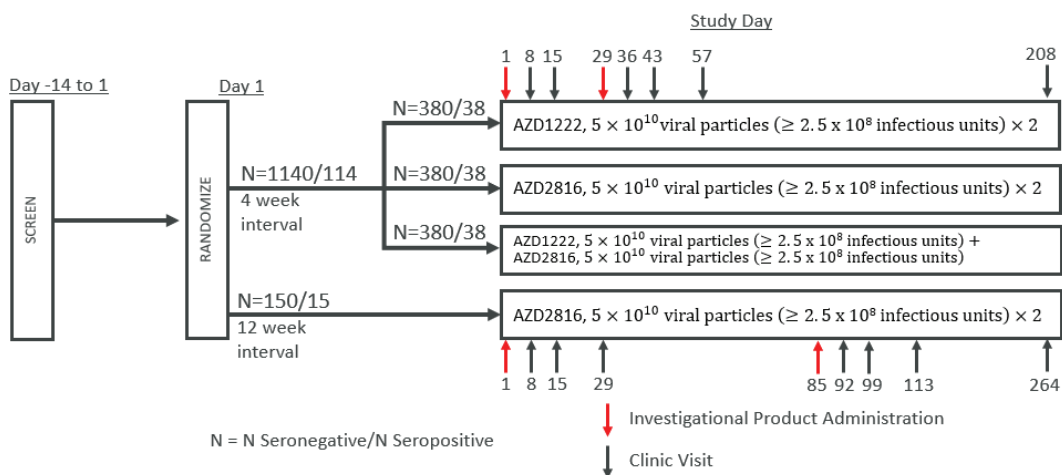 Study Day
1 8 15 29 36 43 57 208
Day -14 to 1
Day 1
SCREEN
RANDOMIZE
N=380/38
AZD1222, 5 × 10¹⁰ viral particles (≥ 2.5 x 10⁸ infectious units) × 2
N=1140/114
4 week
interval
N=380/38
AZD2816, 5 × 10¹⁰ viral particles (≥ 2.5 x 10⁸ infectious units) × 2
N=380/38
AZD1222, 5 × 10¹⁰ viral particles (≥ 2.5 x 10⁸ infectious units) +
AZD2816, 5 × 10¹⁰ viral particles (≥ 2.5 x 10⁸ infectious units)
N=150/15
12 week
interval
AZD2816, 5 × 10¹⁰ viral particles (≥ 2.5 x 10⁸ infectious units) × 2
1 8 15 29 85 92 99 113 264
Investigational Product Administration
N = N Seronegative/N Seropositive
Clinic Visit